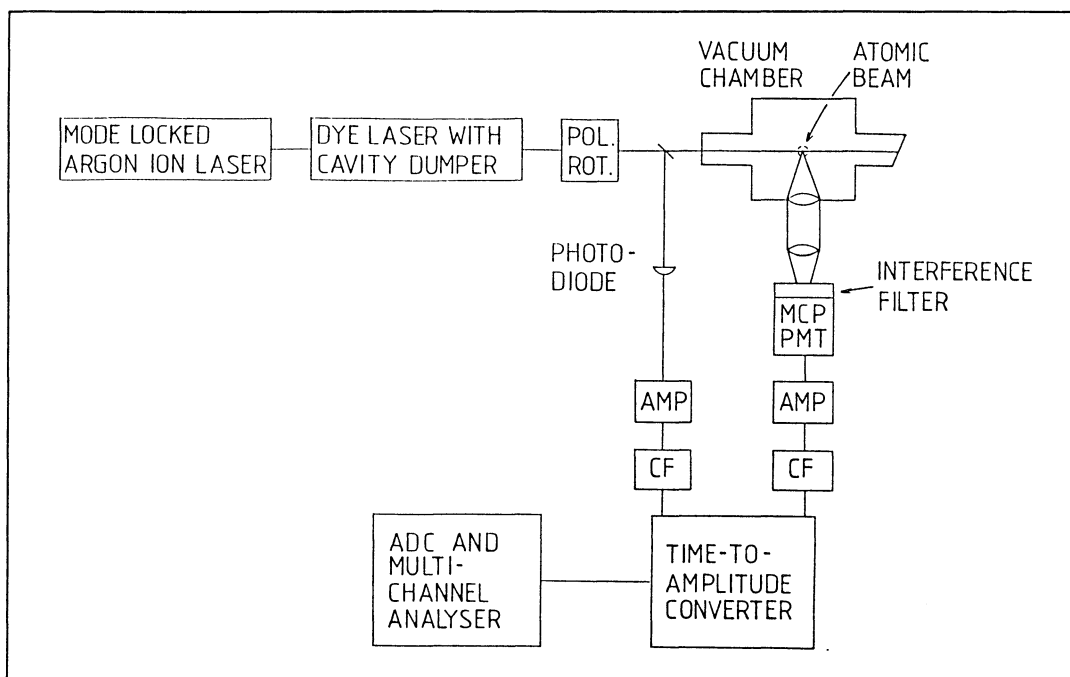 VACUUM
CHAMBER
ATOMIC
BEAM
MODE LOCKED
ARGON ION LASER
DYE LASER WITH
CAVITY DUMPER
POL.
ROT.
PHOTO-
DIODE
INTERFERENCE
FILTER
MCP
PMT
AMP
AMP
CF
CF
ADC AND
MULTI-
CHANNEL
ANALYSER
TIME-TO-
AMPLITUDE
CONVERTER